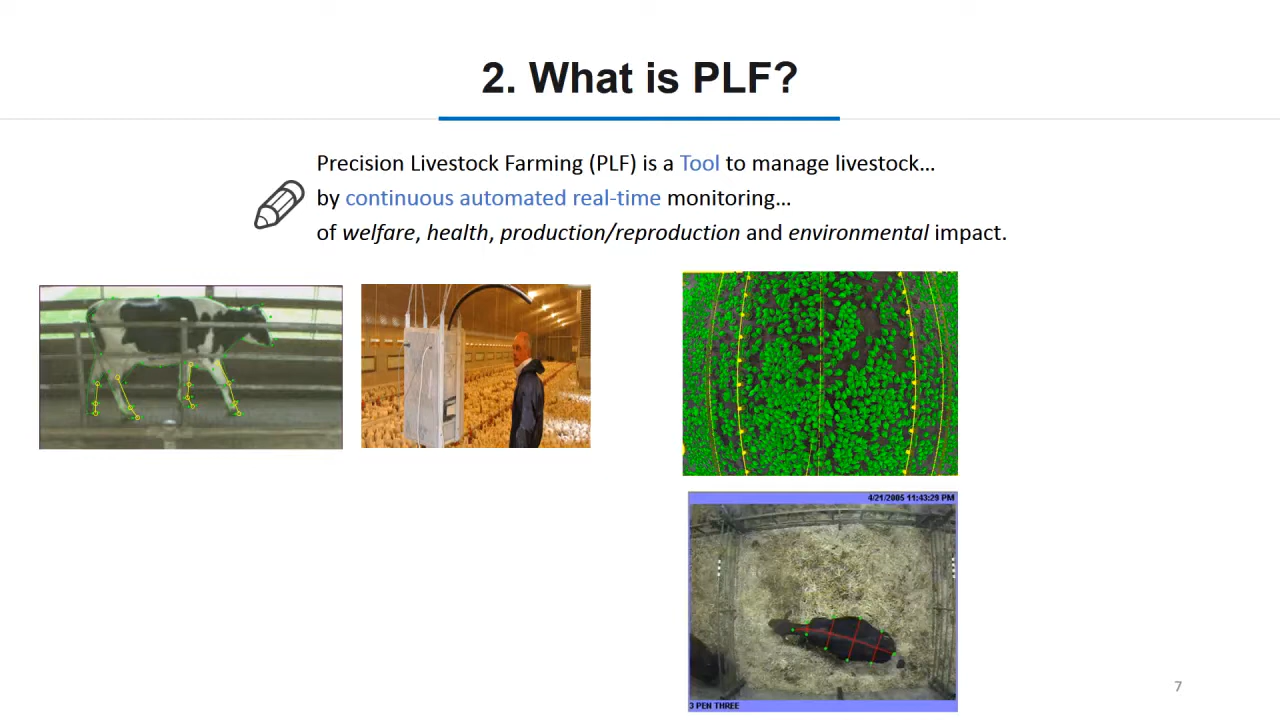 2. What is PLF?
Precision Livestock Farming (PLF) is a Tool to manage livestock…
by continuous automated real-time monitoring…
of welfare, health, production/reproduction and environmental impact.
4/21/2005 11:43:29 PM
3 PEN THREE
7